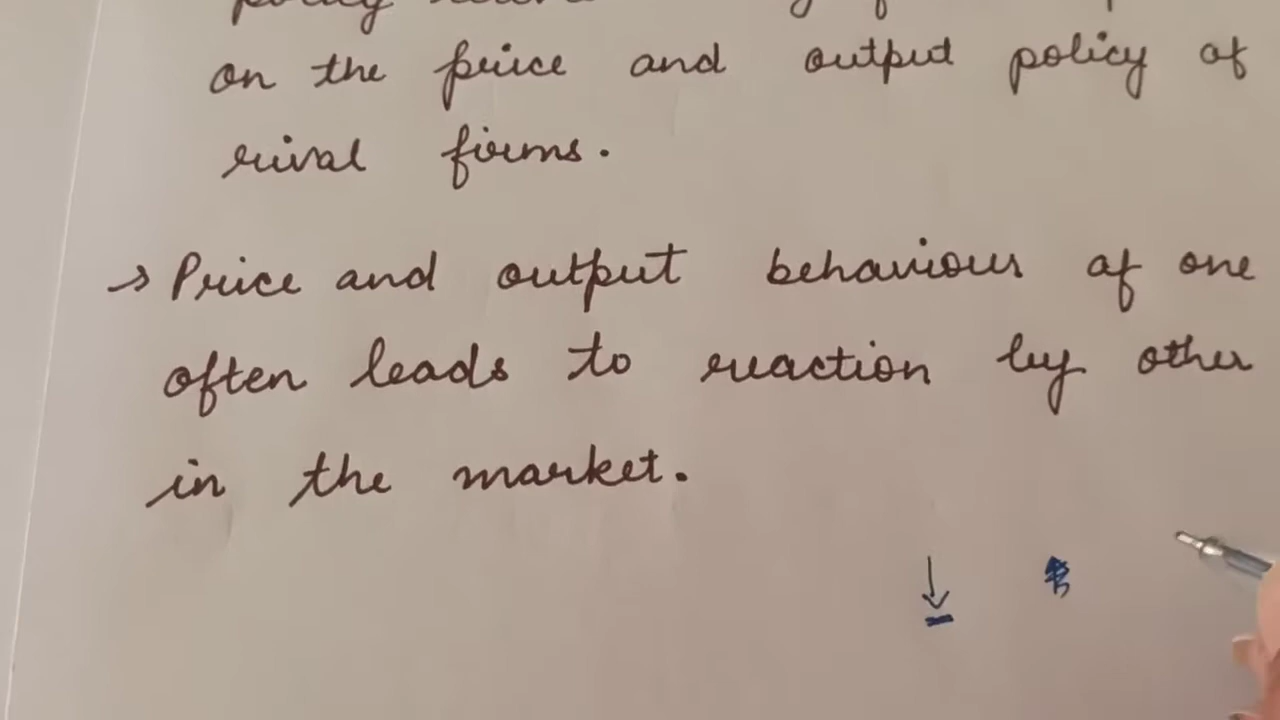 policy
on the price and output policy of
rival firms.
→ Price and output behaviour of one
often leads to reaction by other
in the market.